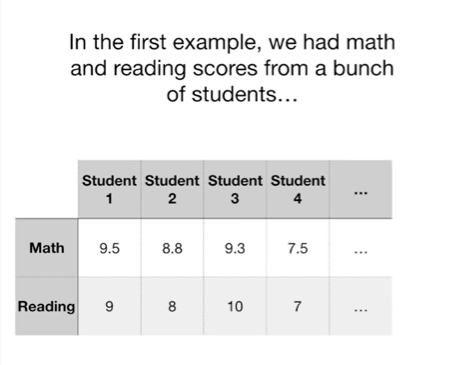 In the first example, we had math
and reading scores from a bunch
of students…
Student 1 Student 2 Student 3 Student 4 ...
Math 9.5 8.8 9.3 7.5 …
Reading 9 8 10 7 …